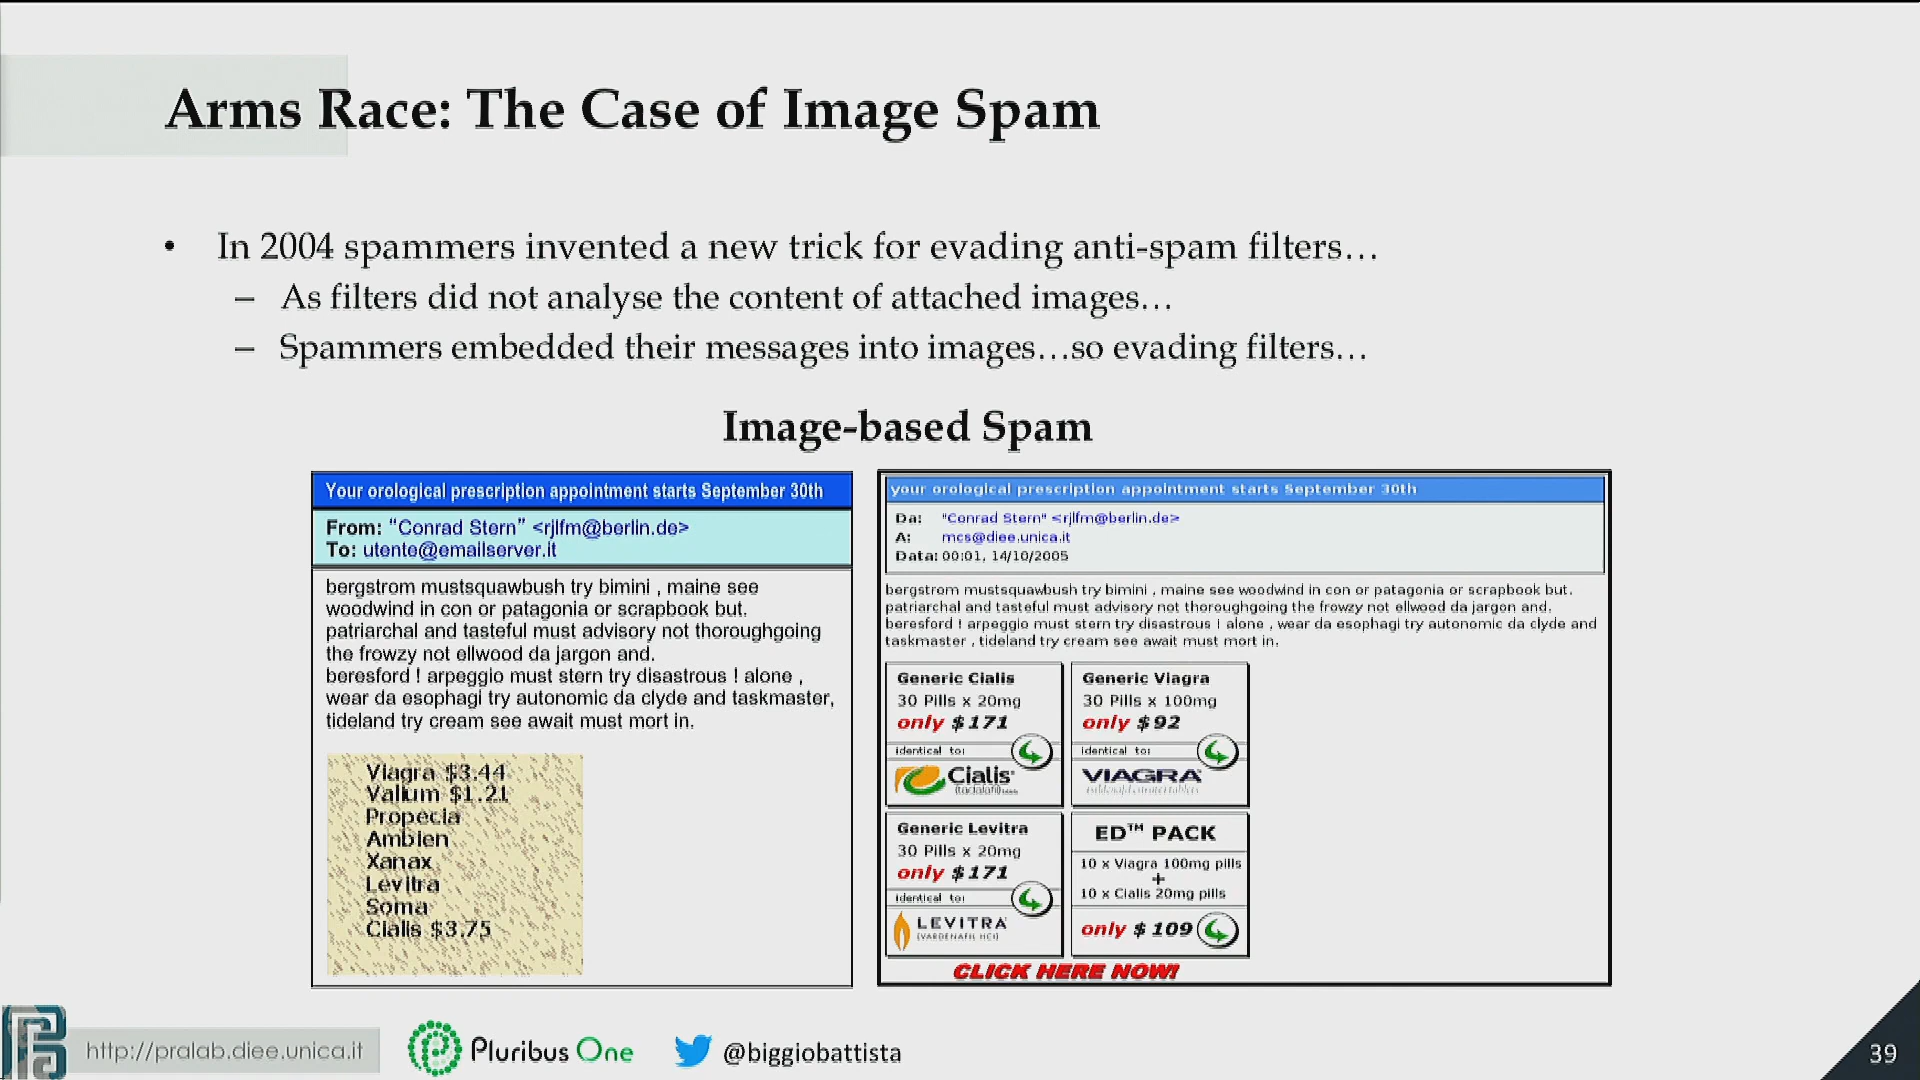 Arms Race: The Case of Image Spam
• In 2004 spammers invented a new trick for evading anti-spam filters…
– As filters did not analyse the content of attached images…
– Spammers embedded their messages into images…so evading filters…
Image-based Spam
Your orological prescription appointment starts September 30th
From: "Conrad Stern" <rjlfm@berlin.de>
To: utente@emailserver.it
bergstrom mustsquawbush try bimini , maine see
woodwind in con or patagonia or scrapbook but.
patriarchal and tasteful must advisory not thoroughgoing
the frowzy not ellwood da jargon and.
beresford ! arpeggio must stern try disastrous ! alone ,
wear da esophagi try autonomic da clyde and taskmaster,
tideland try cream see await must mort in.
Viagra $3.44
Valium $1.21
Propecia
Ambien
Xanax
Levitra
Soma
Cialis $3.75
your orological prescription appointment starts September 30th
Da: "Conrad Stern" <rjlfm@berlin.de>
A: mcs@diee.unica.it
Data: 00:01, 14/10/2005
bergstrom mustsquawbush try bimini , maine see woodwind in con or patagonia or scrapbook but.
patriarchal and tasteful must advisory not thoroughgoing the frowzy not ellwood da jargon and.
beresford ! arpeggio must stern try disastrous ! alone , wear da esophagi try autonomic da clyde and
taskmaster , tideland try cream see await must mort in.
Generic Cialis
30 Pills x 20mg
only $171
identical to:
Cialis
(tadalafil)
Generic Viagra
30 Pills x 100mg
only $92
identical to:
VIAGRA
Generic Levitra
30 Pills x 20mg
only $171
identical to:
LEVITRA
(VARDENAFIL HCl)
ED™ PACK
10 x Viagra 100mg pills
+
10 x Cialis 20mg pills
only $109
CLICK HERE NOW!
http://pralab.diee.unica.it
Pluribus One
@biggiobattista
39